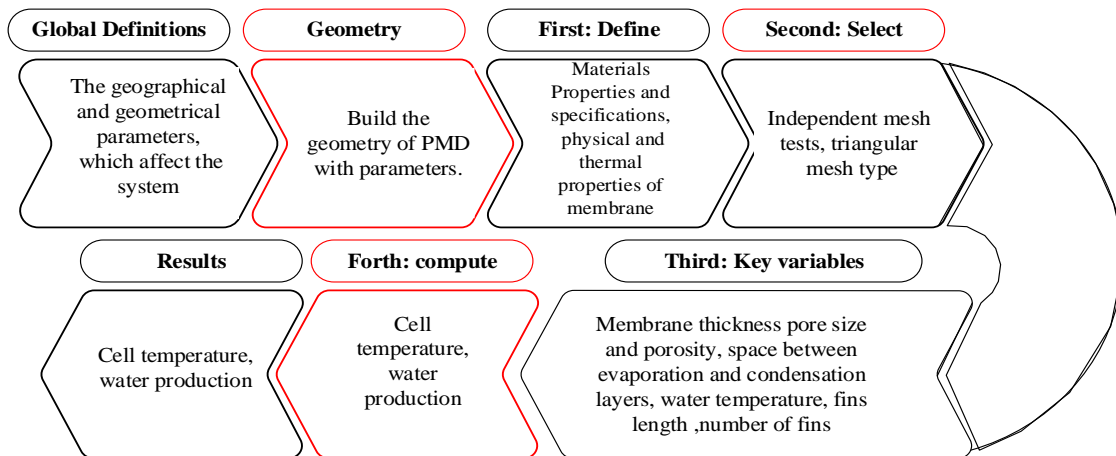 Global Definitions
The geographical
and geometrical
parameters,
which affect the
system
Geometry
Build the
geometry of PMD
with parameters.
First: Define
Materials
Properties and
specifications,
physical and
thermal
properties of
membrane
Second: Select
Independent mesh
tests, triangular
mesh type
Third: Key variables
Membrane thickness pore size
and porosity, space between
evaporation and condensation
layers, water temperature, fins
length ,number of fins
Forth: compute
Cell
temperature,
water
production
Results
Cell temperature,
water production